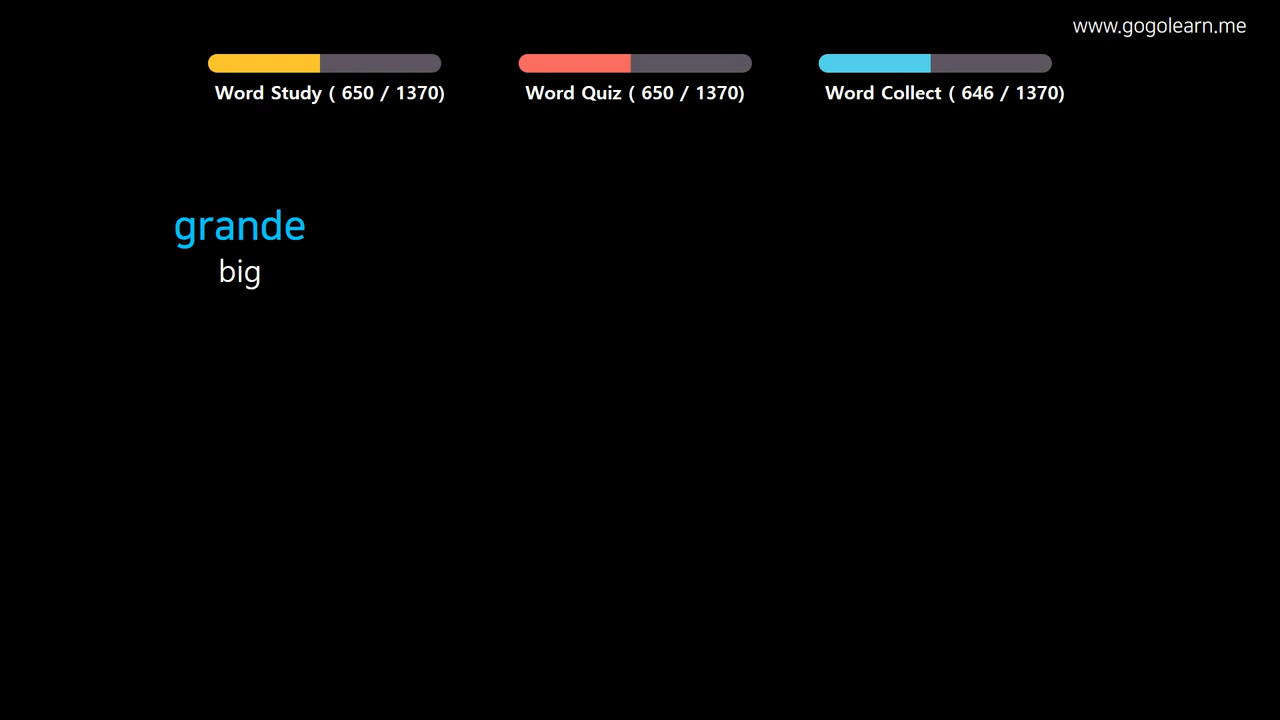 www.gogolearn.me
Word Study ( 650 / 1370)
Word Quiz ( 650 / 1370)
Word Collect ( 646 / 1370)
grande
big